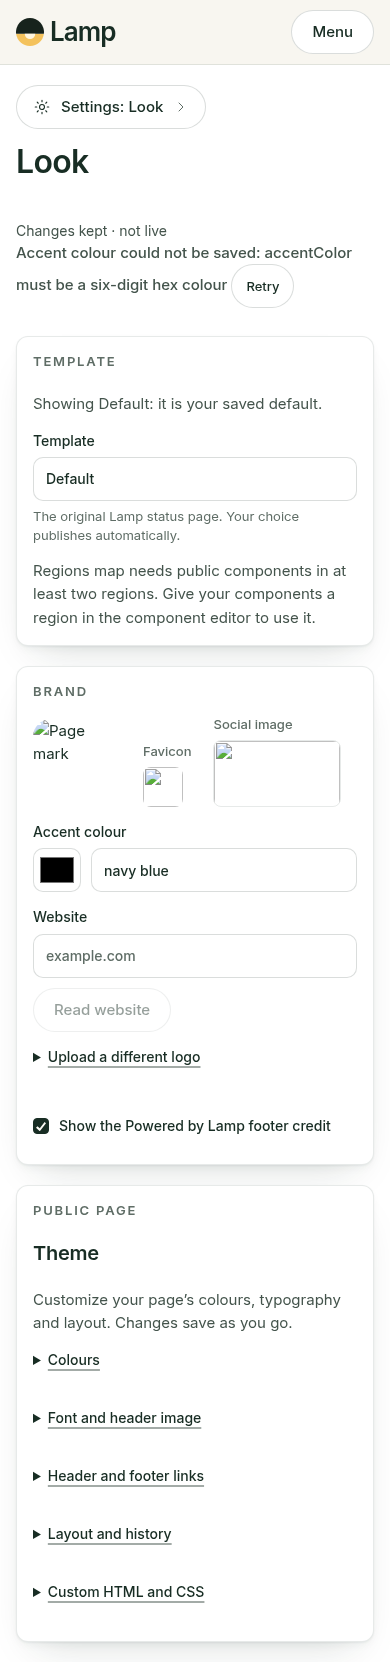 Lamp
Menu
Settings: Look
Look
Changes kept · not live
Accent colour could not be saved: accentColor
must be a six-digit hex colour
Retry
TEMPLATE
Showing Default: it is your saved default.
Template
Default
The original Lamp status page. Your choice
publishes automatically.
Regions map needs public components in at
least two regions. Give your components a
region in the component editor to use it.
BRAND
Page
mark
Favicon
Social image
Accent colour
navy blue
Website
example.com
Read website
Upload a different logo
Show the Powered by Lamp footer credit
PUBLIC PAGE
Theme
Customize your page’s colours, typography
and layout. Changes save as you go.
Colours
Font and header image
Header and footer links
Layout and history
Custom HTML and CSS